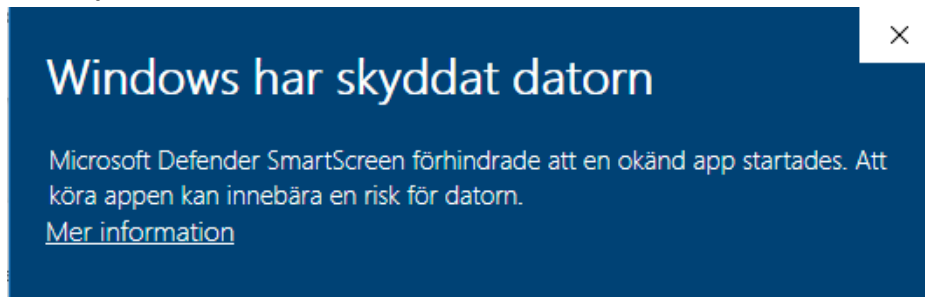 Windows har skyddat datorn
Microsoft Defender SmartScreen förhindrade att en okänd app startades. Att
köra appen kan innebära en risk för datorn.
Mer information